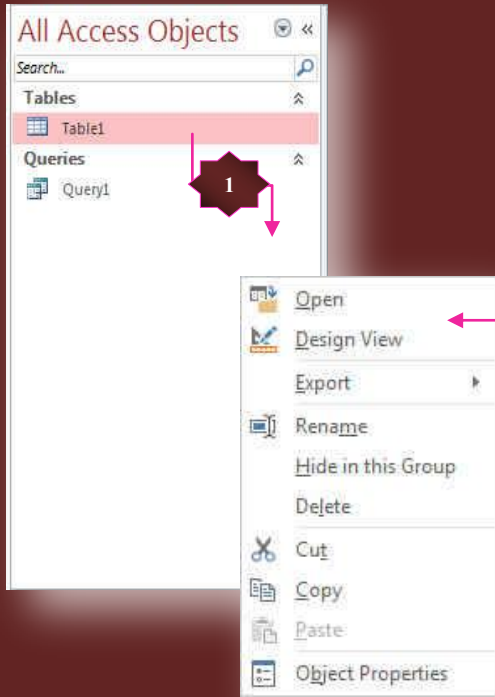 All Access Objects
Search...
Tables
Table1
Queries
Query1
1
Open
Design View
Export
Rename
Hide in this Group
Delete
Cut
Copy
Paste
Object Properties